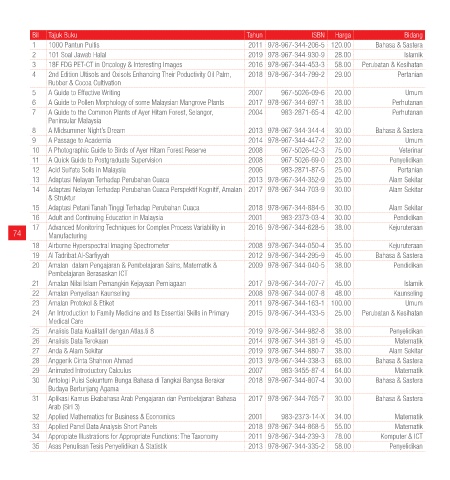 Bil Tajuk Buku Tahun ISBN Harga Bidang
1 1000 Pantun Purlis 2011 978-967-344-206-5 120.00 Bahasa & Sastera
2 101 Soal Jawab Halal 2019 978-967-344-930-9 28.00 Islamik
3 18F FDG PET-CT in Oncology & Interesting Images 2016 978-967-344-453-3 58.00 Perubatan & Kesihatan
4 2nd Edition Ultisols and Oxisols Enhancing Their Poductivity Oil Palm, 2018 978-967-344-799-2 29.00 Pertanian
Rubber & Cocoa Cultivation
5 A Guide to Effective Writing 2007 967-5026-09-6 20.00 Umum
6 A Guide to Pollen Morphology of some Malaysian Mangrove Plants 2017 978-967-344-697-1 38.00 Perhutanan
7 A Guide to the Common Plants of Ayer Hitam Forest, Selangor, 2004 983-2871-65-4 42.00 Perhutanan
Peninsular Malaysia
8 A Midsummer Night's Dream 2013 978-967-344-344-4 30.00 Bahasa & Sastera
9 A Passage to Academia 2014 978-967-344-447-2 32.00 Umum
10 A Photographic Guide to Birds of Ayer Hitam Forest Reserve 2008 967-5026-42-3 75.00 Veterinar
11 A Quick Guide to Postgraduate Supervision 2008 967-5026-69-0 23.00 Penyelidikan
12 Acid Sulfate Soils in Malaysia 2006 983-2871-87-5 25.00 Pertanian
13 Adaptasi Nelayan Terhadap Perubahan Cuaca 2013 978-967-344-352-9 25.00 Alam Sekitar
14 Adaptasi Nelayan Terhadap Perubahan Cuaca Perspektif Kognitif, Amalan 2017 978-967-344-703-9 30.00 Alam Sekitar
& Struktur
15 Adaptasi Petani Tanah Tinggi Terhadap Perubahan Cuaca 2018 978-967-344-884-5 30.00 Alam Sekitar
16 Adult and Continuing Education in Malaysia 2001 983-2373-03-4 30.00 Pendidikan
17 Advanced Monitoring Techniques for Complex Process Variability in 2016 978-967-344-628-5 38.00 Kejuruteraan
74 Manufacturing
18 Airborne Hyperspectral Imaging Spectrometer 2008 978-967-344-050-4 35.00 Kejuruteraan
19 Al Tadribat Al-Sarfiyyah 2012 978-967-344-295-9 45.00 Bahasa & Sastera
20 Amalan dalam Pengajaran & Pembelajaran Sains, Matematik & 2009 978-967-344-040-5 38.00 Pendidikan
Pembelajaran Berasaskan ICT
21 Amalan Nilai Islam Pemangkin Kejayaan Perniagaan 2017 978-967-344-707-7 45.00 Islamik
22 Amalan Penyeliaan Kaunseling 2008 978-967-344-007-8 48.00 Kaunseling
23 Amalan Protokol & Etiket 2011 978-967-344-163-1 100.00 Umum
24 An Introduction to Family Medicine and Its Essential Skills in Primary 2015 978-967-344-433-5 25.00 Perubatan & Kesihatan
Medical Care
25 Analisis Data Kualitatif dengan Atlas.ti 8 2019 978-967-344-982-8 38.00 Penyelidikan
26 Analisis Data Terokaan 2014 978-967-344-381-9 45.00 Matematik
27 Anda & Alam Sekitar 2019 978-967-344-880-7 38.00 Alam Sekitar
28 Anggerik Cinta Shahnon Ahmad 2013 978-967-344-338-3 68.00 Bahasa & Sastera
29 Animated Introductory Calculus 2007 983-3455-87-4 64.00 Matematik
30 Antologi Puisi Sekuntum Bunga Bahasa di Tangkai Bangsa Berakar 2018 978-967-344-807-4 30.00 Bahasa & Sastera
Budaya Bertunjang Agama
31 Aplikasi Kamus Ekabahasa Arab Pengajaran dan Pembelajaran Bahasa 2017 978-967-344-765-7 30.00 Bahasa & Sastera
Arab (Siri 3)
32 Applied Mathematics for Business & Economics 2001 983-2373-14-X 34.00 Matematik
33 Applied Panel Data Analysis Short Panels 2018 978-967-344-868-5 55.00 Matematik
34 Appropiate Illustrations for Appropriate Functions: The Taxonomy 2011 978-967-344-239-3 78.00 Komputer & ICT
35 Asas Penulisan Tesis Penyelidikan & Statistik 2013 978-967-344-335-2 58.00 Penyelidikan